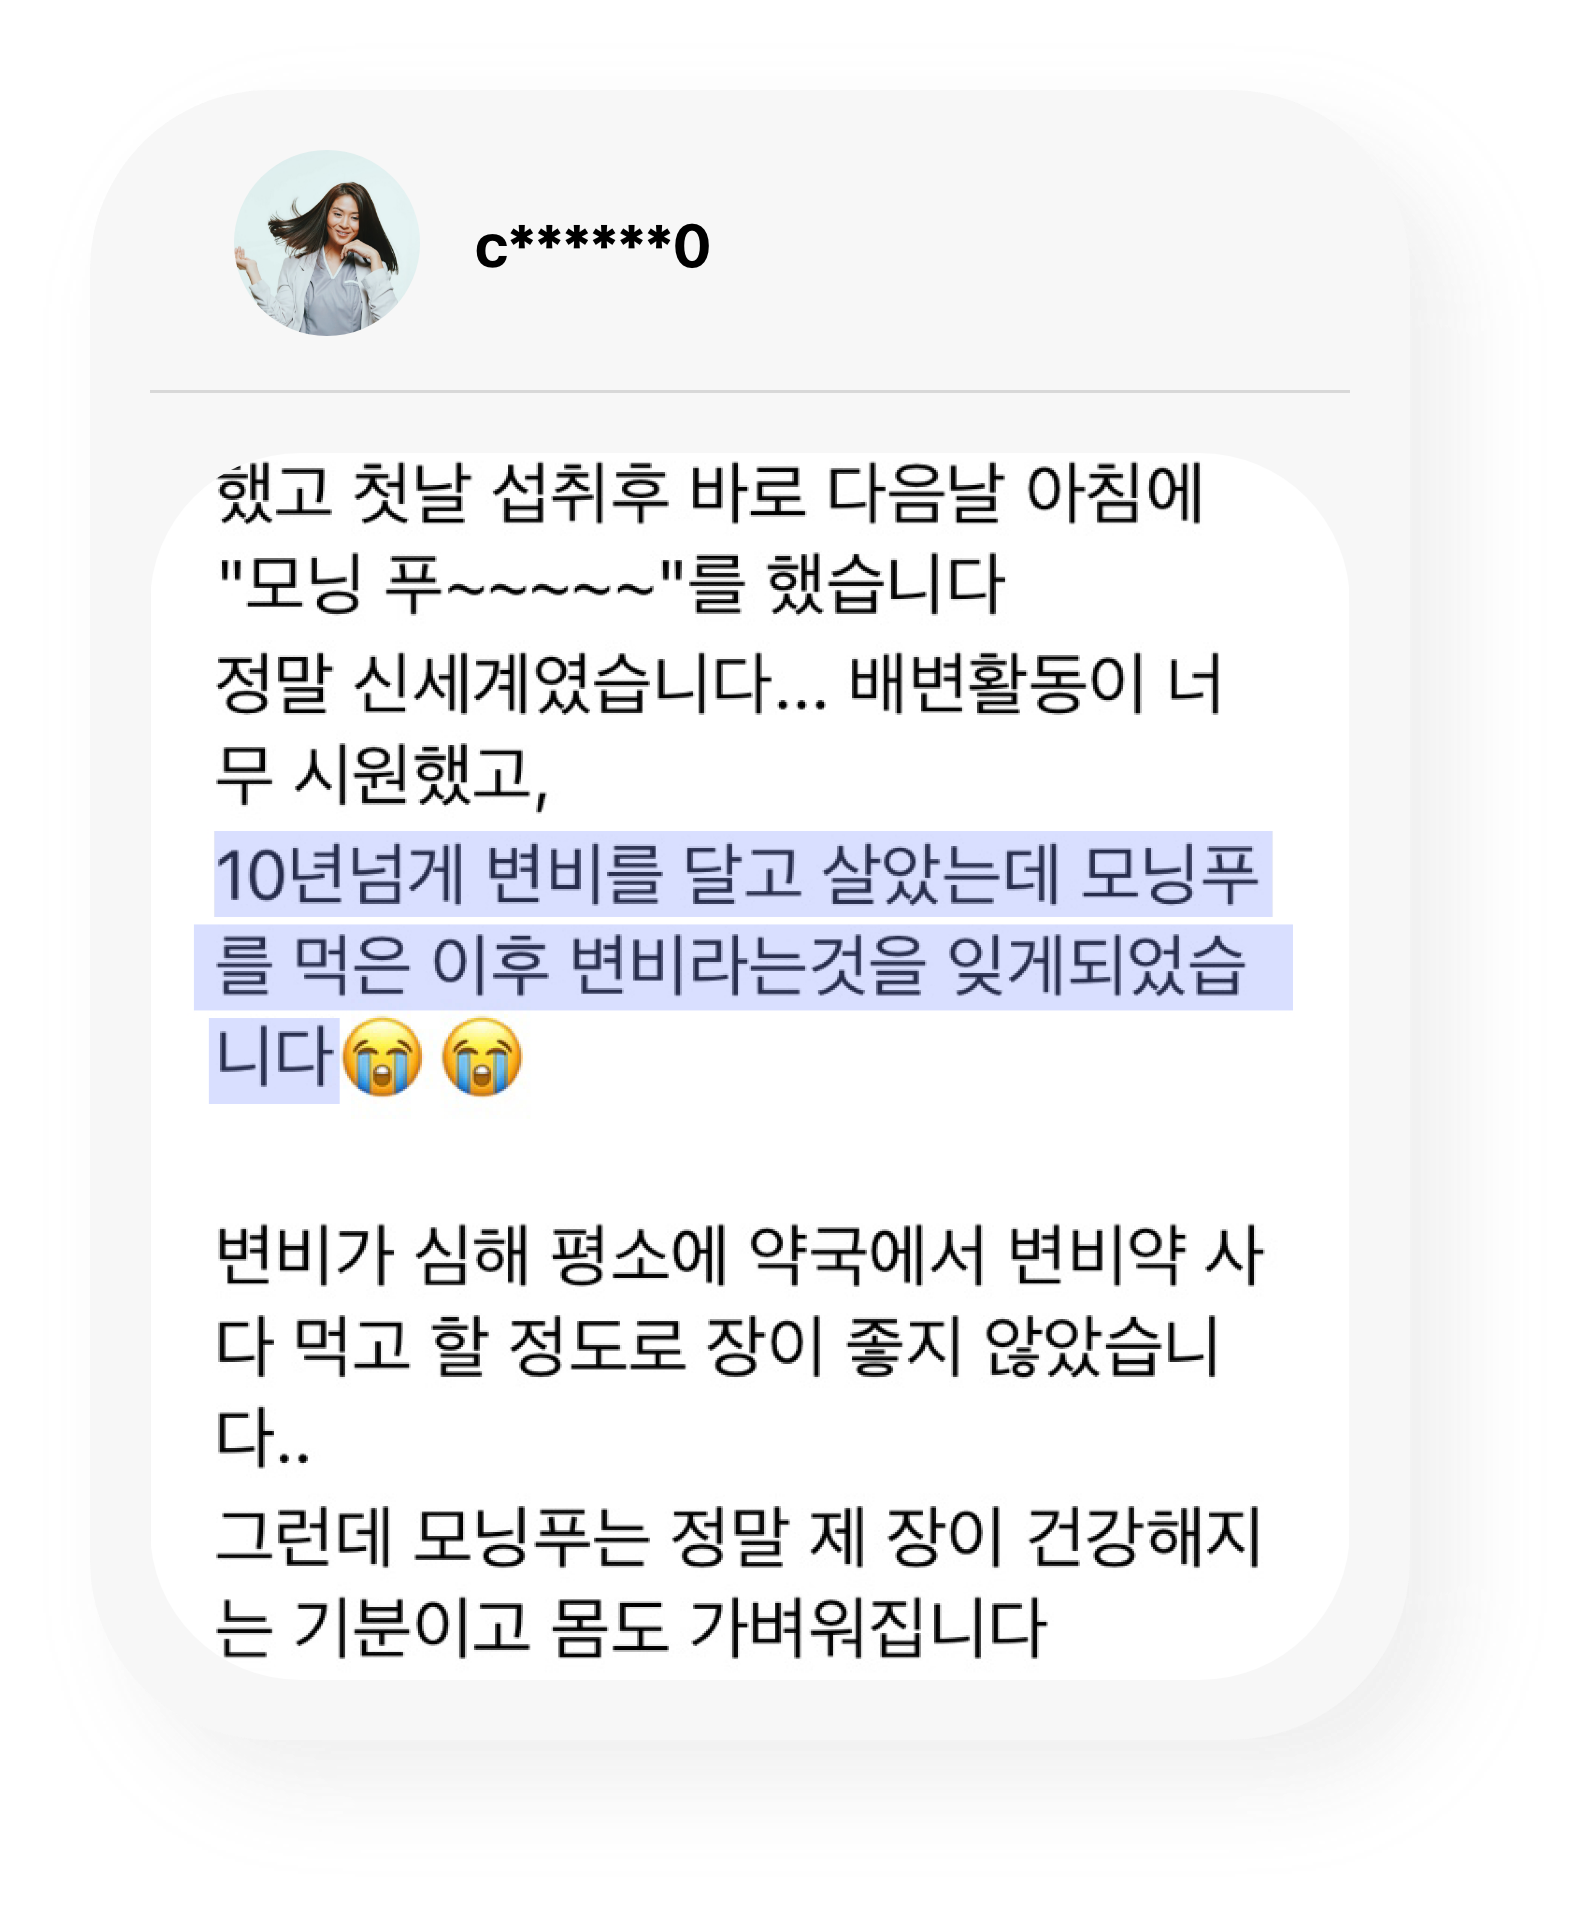 c******0
했고 첫날 섭취후 바로 다음날 아침에
"모닝 푸~~~~~"를 했습니다
정말 신세계였습니다... 배변활동이 너
무 시원했고,
10년넘게 변비를 달고 살았는데 모닝푸
를 먹은 이후 변비라는것을 잊게되었습
니다😭 😭
변비가 심해 평소에 약국에서 변비약 사
다 먹고 할 정도로 장이 좋지 않았습니
다..
그런데 모닝푸는 정말 제 장이 건강해지
는 기분이고 몸도 가벼워집니다